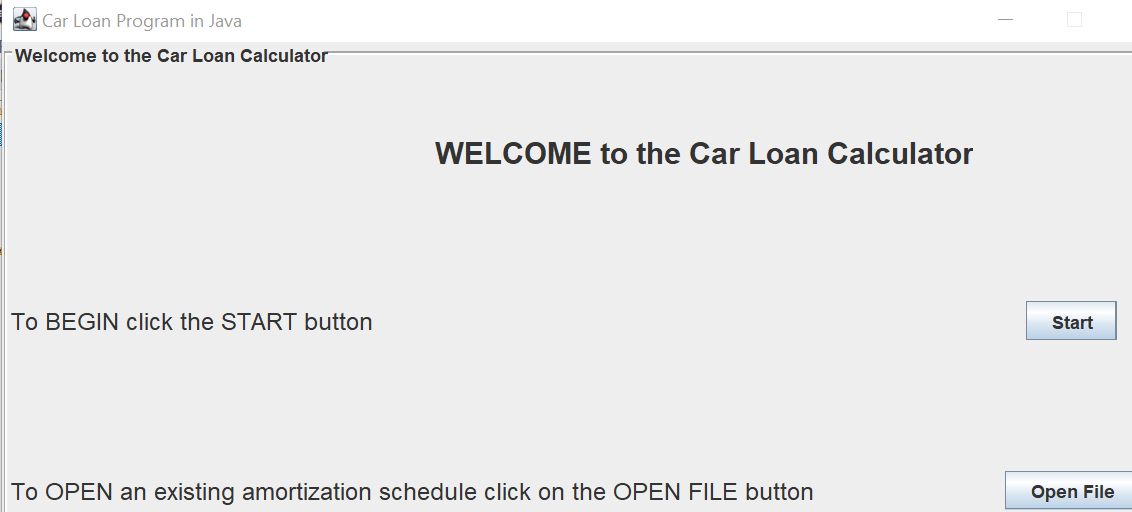 Car Loan Program in Java
Welcome to the Car Loan Calculator
WELCOME to the Car Loan Calculator
To BEGIN click the START button
Start
To OPEN an existing amortization schedule click on the OPEN FILE button
Open File